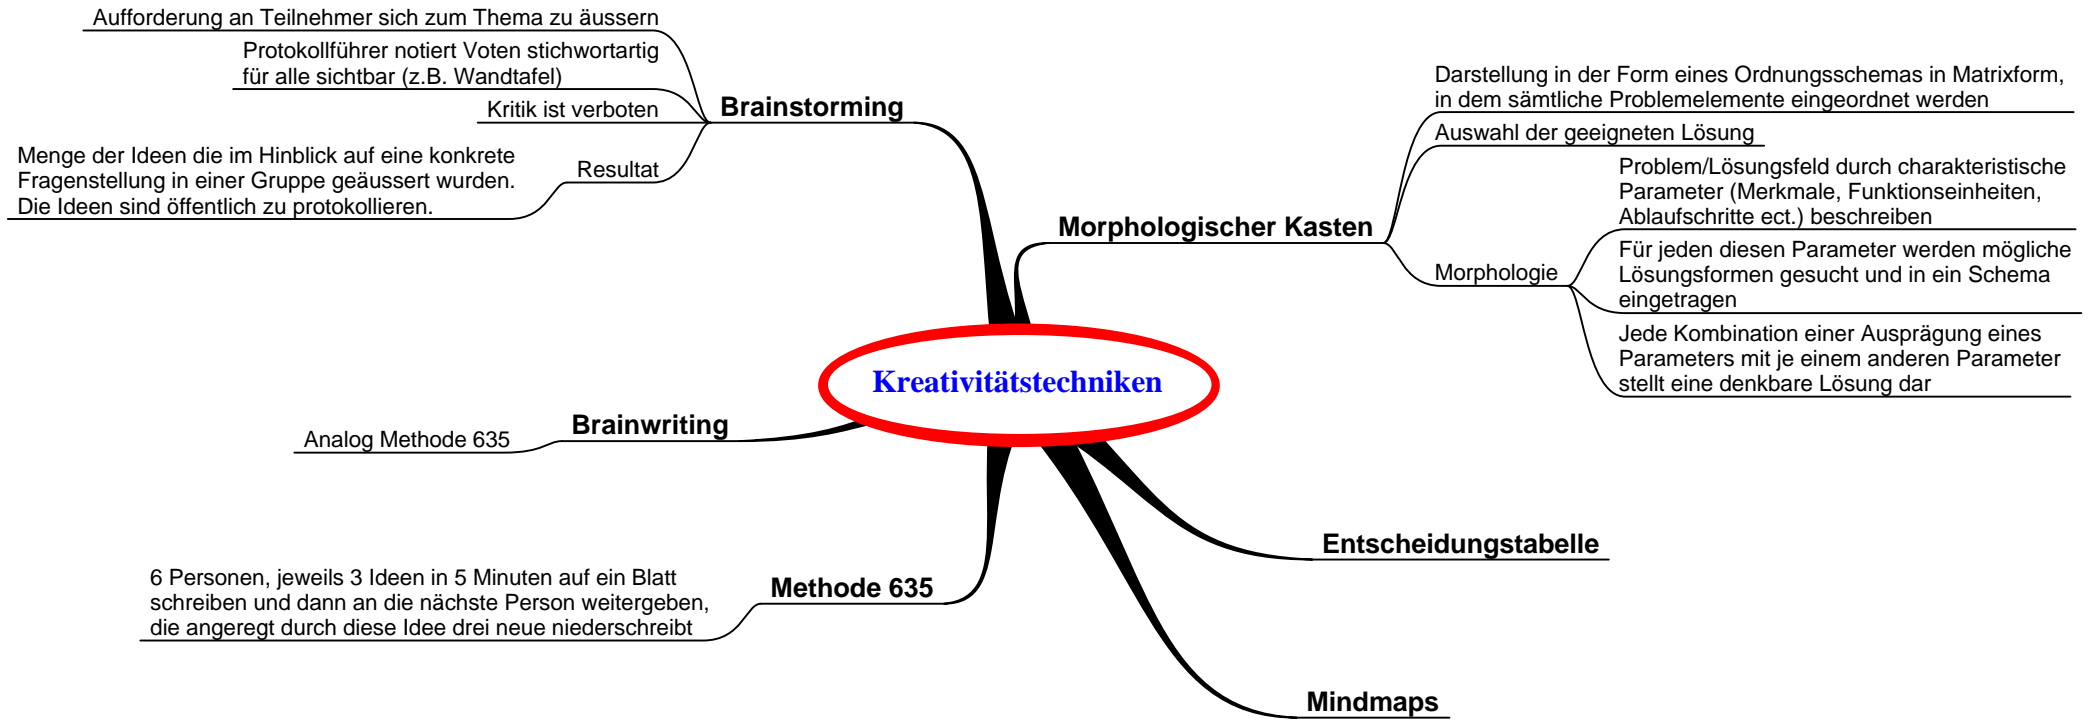 Aufforderung an Teilnehmer sich zum Thema zu äussern
Protokollführer notiert Voten stichwortartig
für alle sichtbar (z.B. Wandtafel)
Kritik ist verboten
Brainstorming
Menge der Ideen die im Hinblick auf eine konkrete
Fragenstellung in einer Gruppe geäussert wurden.
Die Ideen sind öffentlich zu protokollieren.
Resultat
Darstellung in der Form eines Ordnungsschemas in Matrixform,
in dem sämtliche Problemelemente eingeordnet werden
Auswahl der geeigneten Lösung
Morphologischer Kasten
Problem/Lösungsfeld durch charakteristische
Parameter (Merkmale, Funktionseinheiten,
Ablaufschritte ect.) beschreiben
Morphologie
Für jeden diesen Parameter werden mögliche
Lösungsformen gesucht und in ein Schema
eingetragen
Jede Kombination einer Ausprägung eines
Parameters mit je einem anderen Parameter
stellt eine denkbare Lösung dar
Kreativitätstechniken
Brainwriting
Analog Methode 635
Entscheidungstabelle
Methode 635
6 Personen, jeweils 3 Ideen in 5 Minuten auf ein Blatt
schreiben und dann an die nächste Person weitergeben,
die angeregt durch diese Idee drei neue niederschreibt
Mindmaps